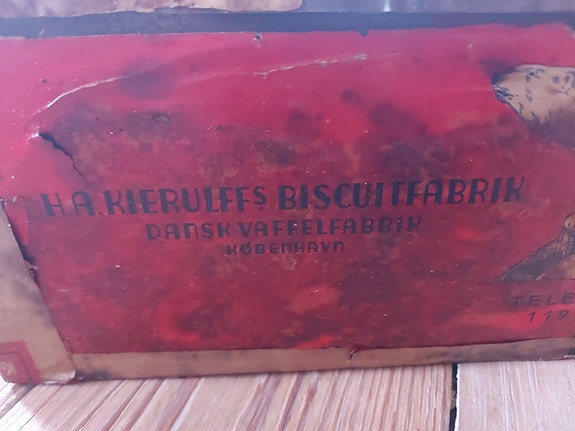 H.A. KIERULFFS BISCUITFABRIK
DANSK VAFFELFABRIK
KØBENHAVN
TELE
119